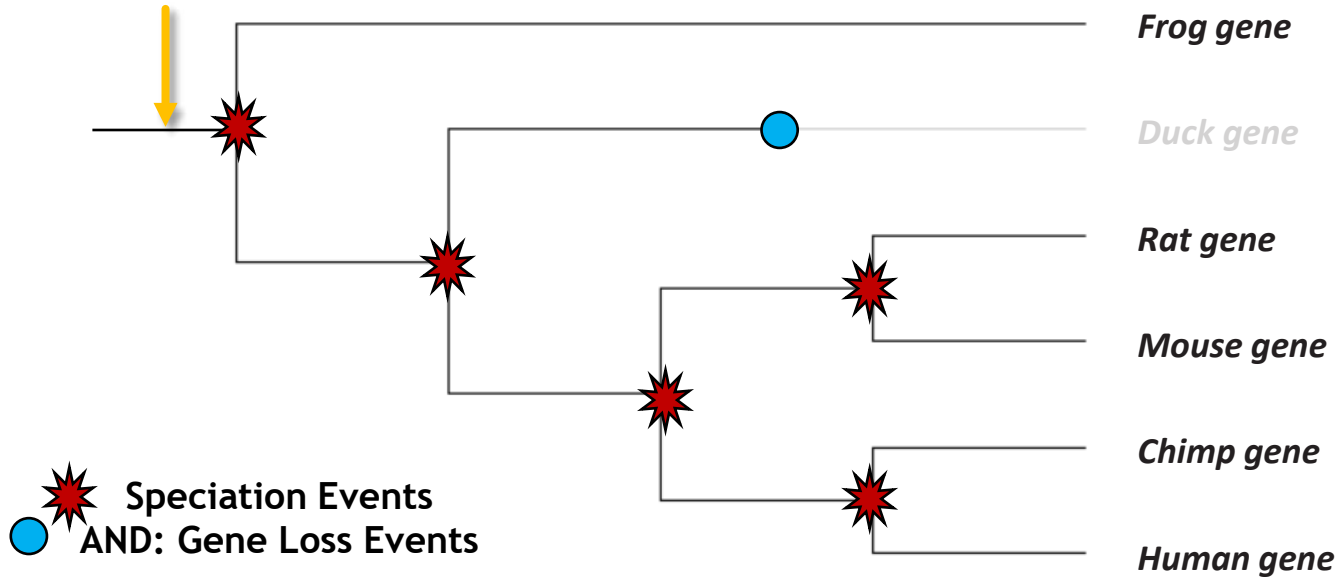 Frog gene
Duck gene
Rat gene
Mouse gene
Chimp gene
Human gene
Speciation Events
AND: Gene Loss Events